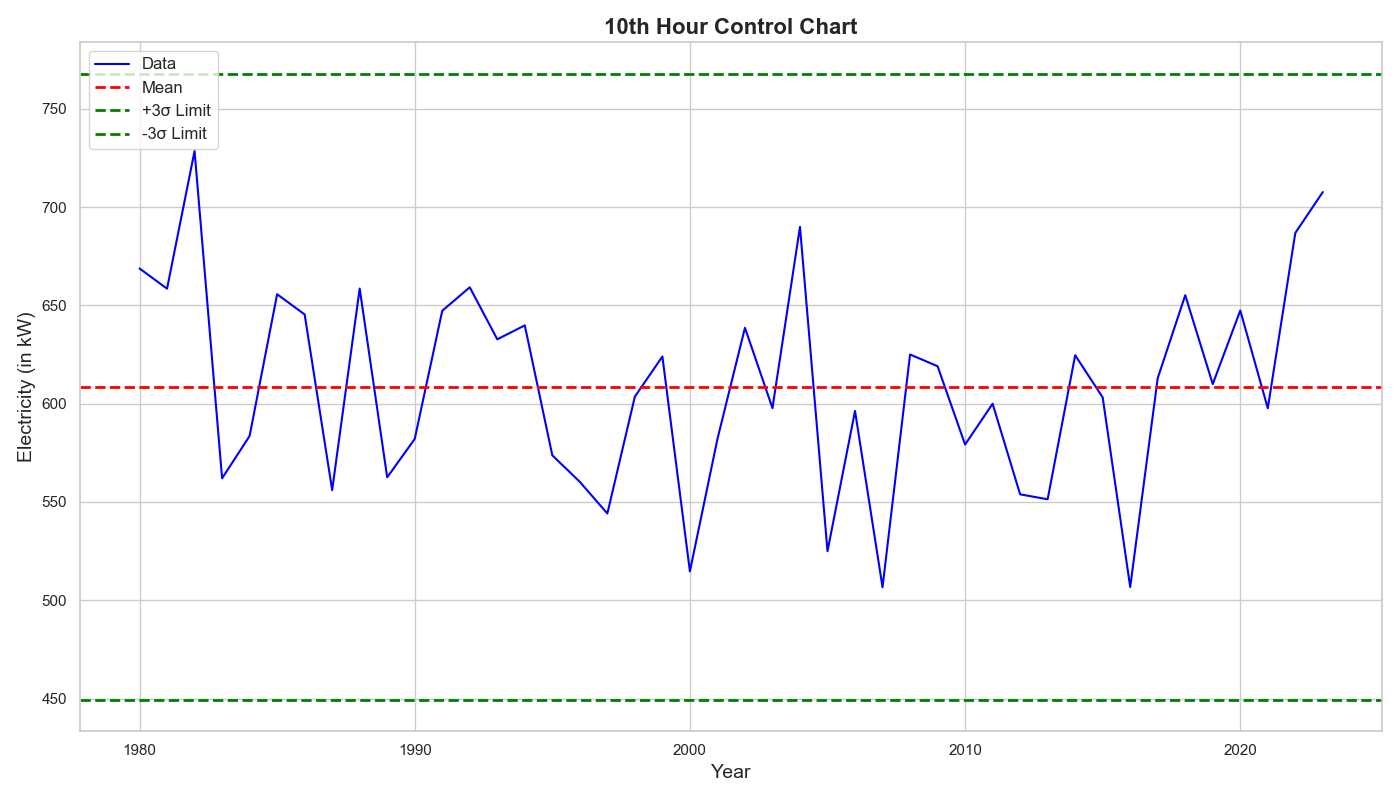 10th Hour Control Chart
Data
Mean
+3σ Limit
-3σ Limit
750
700
650
600
550
500
450
Electricity (in kW)
1980 1990 2000 2010 2020
Year